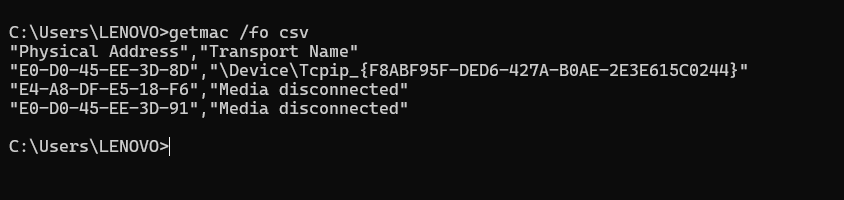 C:\Users\LENOVO>getmac /fo csv
"Physical Address","Transport Name"
"E0-D0-45-EE-3D-8D","\Device\Tcpip_{F8ABF95F-DED6-427A-B0AE-2E3E615C0244}"
"E4-A8-DF-E5-18-F6","Media disconnected"
"E0-D0-45-EE-3D-91","Media disconnected"
C:\Users\LENOVO>